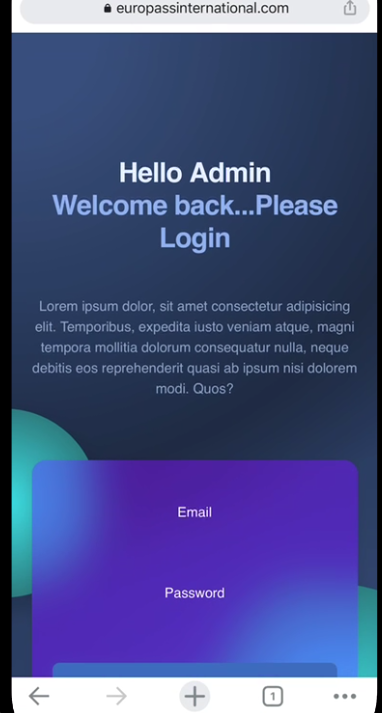 europassinternational.com
Hello Admin
Welcome back...Please
Login
Lorem ipsum dolor, sit amet consectetur adipisicing
elit. Temporibus, expedita iusto veniam atque, magni
tempora mollitia dolorum consequatur nulla, neque
debitis eos reprehenderit quasi ab ipsum nisi dolorem
modi. Quos?
Email
Password
1